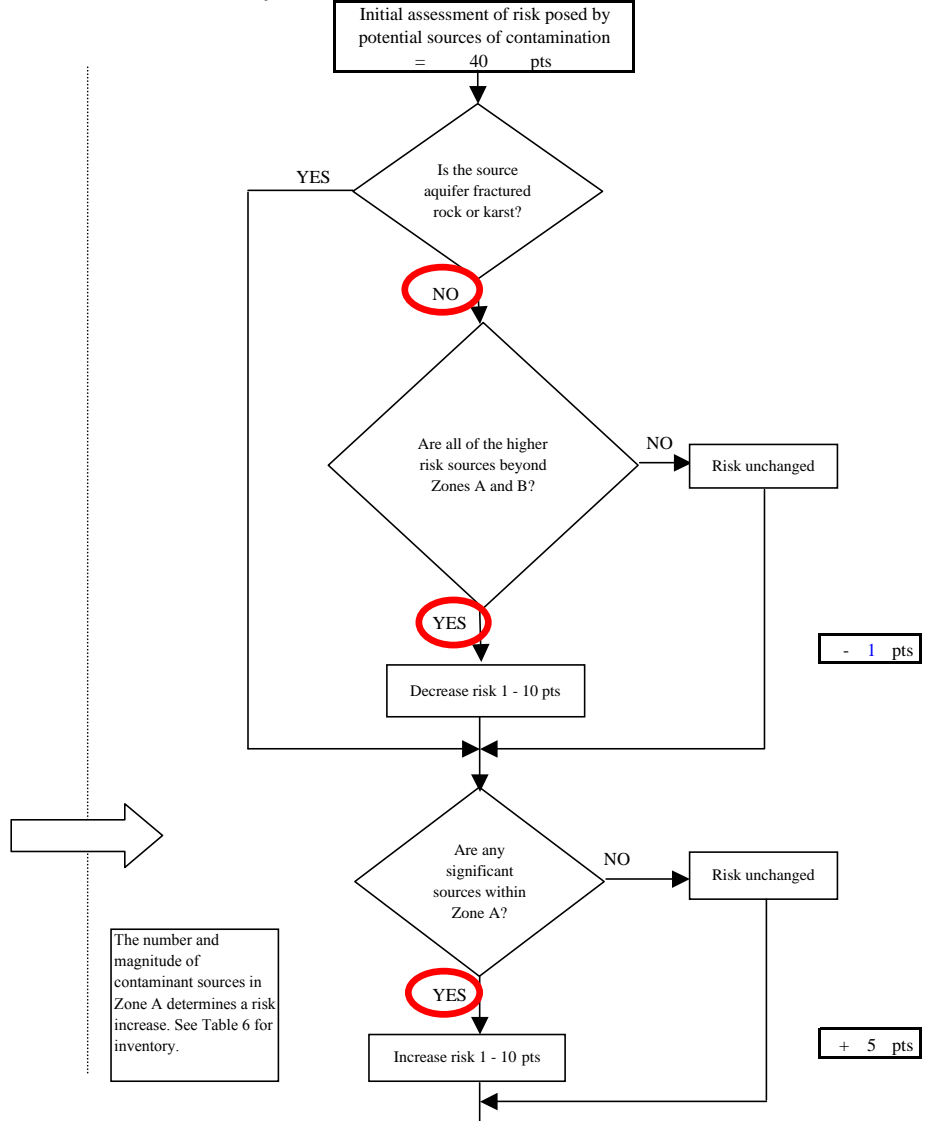 Initial assessment of risk posed by
potential sources of contamination
= 40 pts
Is the source
aquifer fractured
rock or karst?
YES
NO
Are all of the higher
risk sources beyond
Zones A and B?
NO
Risk unchanged
YES
- 1 pts
Decrease risk 1 - 10 pts
Are any
significant
sources within
Zone A?
NO
Risk unchanged
The number and
magnitude of
contaminant sources in
Zone A determines a risk
increase. See Table 6 for
inventory.
YES
+ 5 pts
Increase risk 1 - 10 pts